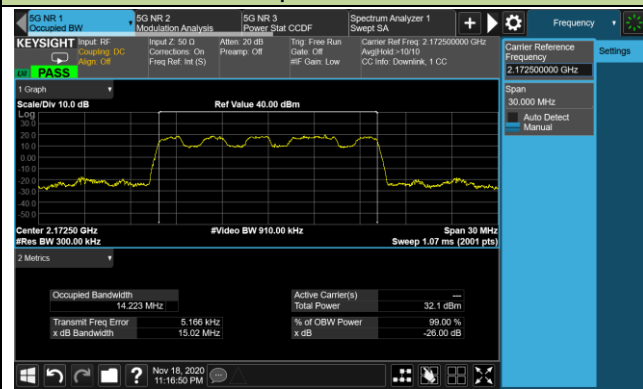 5G NR 1
Occupied BW
5G NR 2
Modulation Analysis
5G NR 3
Power Stat CCDF
Spectrum Analyzer 1
Swept SA
Frequency
KEYSIGHT
Input: RF
Coupling: DC
Align: Off
Input Z: 50 Ω
Corrections: On
Freq Ref: Int (S)
Atten: 20 dB
Preamp: Off
Trig: Free Run
Gate: Off
#IF Gain: Low
Carrier Ref Freq: 2.172500000 GHz
AvgHold:>10/10
CC Info: Downlink, 1 CC
PASS
Carrier Reference
Frequency
2.172500000 GHz
Settings
Span
30.000 MHz
Auto Detect
Manual
1 Graph
Scale/Div 10.0 dB
Ref Value 40.00 dBm
Log
30.0
20.0
10.0
0.00
-10.0
-20.0
-30.0
-40.0
-50.0
Center 2.17250 GHz
#Video BW 910.00 kHz
Span 30 MHz
#Res BW 300.00 kHz
Sweep 1.07 ms (2001 pts)
2 Metrics
Occupied Bandwidth
14.223 MHz
Active Carrier(s)
---
Total Power
32.1 dBm
Transmit Freq Error
5.166 kHz
% of OBW Power
99.00 %
x dB Bandwidth
15.02 MHz
x dB
-26.00 dB
?
Nov 18, 2020
11:16:50 PM